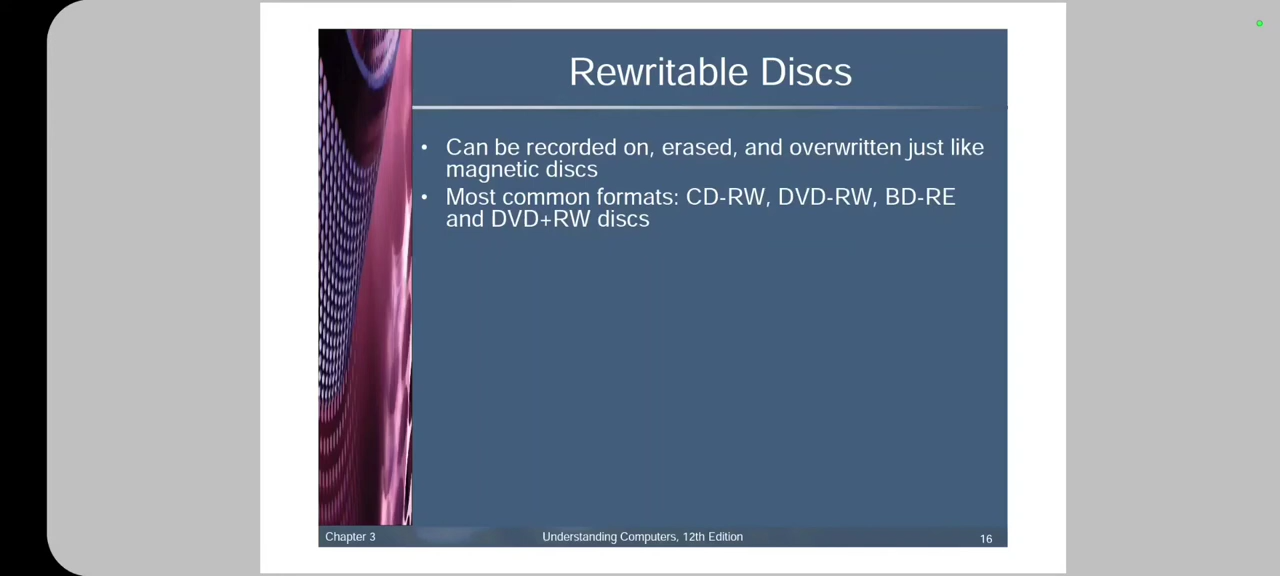 Rewritable Discs
• Can be recorded on, erased, and overwritten just like
magnetic discs
• Most common formats: CD-RW, DVD-RW, BD-RE
and DVD+RW discs
Chapter 3
Understanding Computers, 12th Edition
16